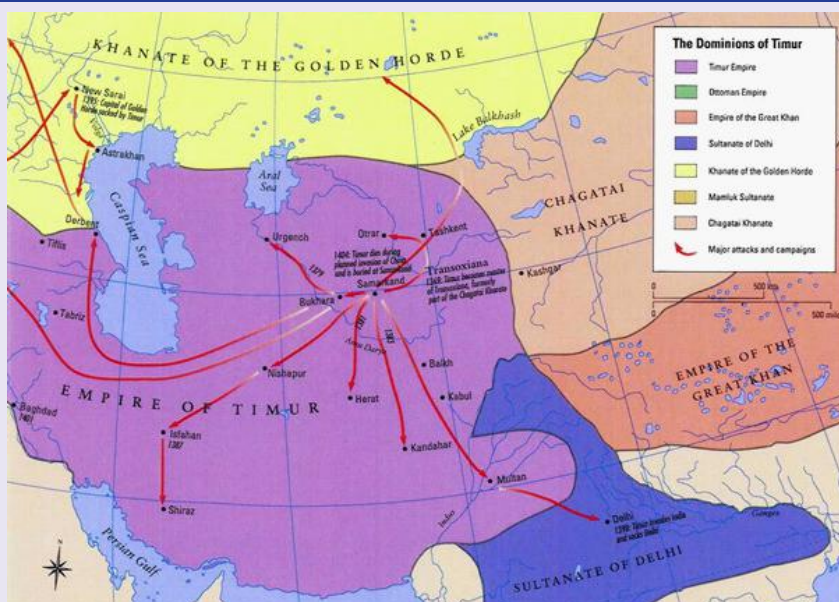 KHANATE OF THE GOLDEN HORDE
New Sarai
1395: Capital of Golden
Horde sacked by Timur
Volga
Astrakhan
Caspian Sea
Derbent
Tiflis
Tabriz
Aral
Sea
Urgench
1379
Otrar
Tashkent
Lake Balkhash
1404: Timur dies during
planned invasion of China
and is buried at Samarkand
Transoxiana
1369: Timur becomes master
of Transoxiana, formerly
part of the Chagatai Khanate
Samarkand
Bukhara
1381
1383
Amu Darya
CHAGATAI
KHANATE
Kashgar
EMPIRE OF THE
GREAT KHAN
Balkh
Kabul
Nishapur
Herat
EMPIRE OF TIMUR
Baghdad
1401
Isfahan
1387
Kandahar
Shiraz
Multan
Indus
Delhi
1398: Timur invades India
and sacks Delhi
Ganges
SULTANATE OF DELHI
Persian Gulf
N
The Dominions of Timur
Timur Empire
Ottoman Empire
Empire of the Great Khan
Sultanate of Delhi
Khanate of the Golden Horde
Mamluk Sultanate
Chagatai Khanate
Major attacks and campaigns
500 km
500 mile